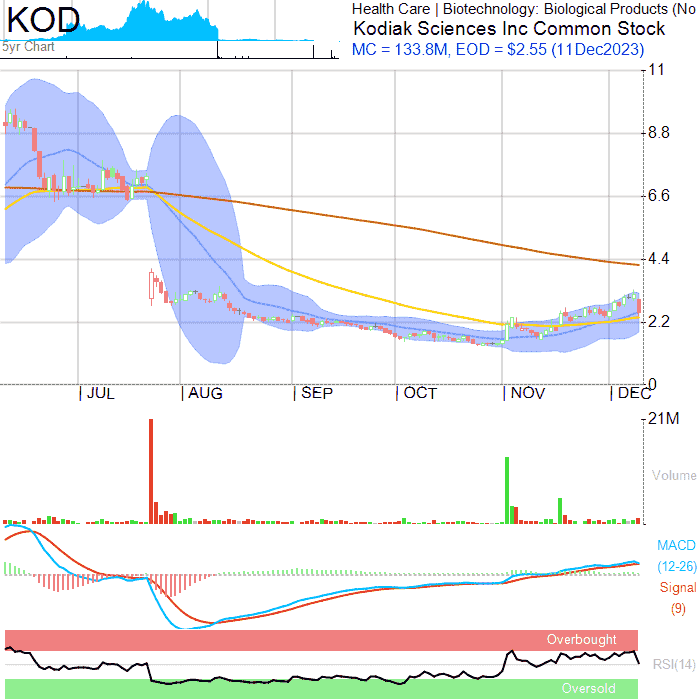 KOD
5yr Chart
Health Care | Biotechnology: Biological Products (No
Kodiak Sciences Inc Common Stock
MC = 133.8M, EOD = $2.55 (11Dec2023)
11
8.8
6.6
4.4
2.2
0
JUL AUG SEP OCT NOV DEC
21M
Volume
MACD
(12-26)
Signal
(9)
Overbought
RSI(14)
Oversold